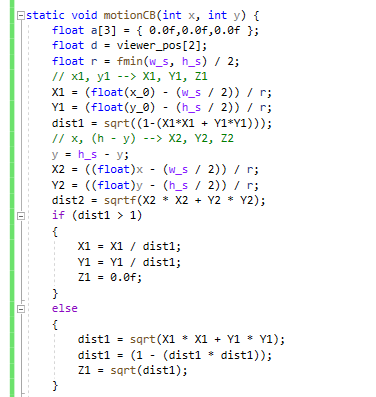 static void motionCB(int x, int y) {
    float a[3] = { 0.0f,0.0f,0.0f };
    float d = viewer_pos[2];
    float r = fmin(w_s, h_s) / 2;
    // x1, y1 --> X1, Y1, Z1
    X1 = (float(x_0) - (w_s / 2)) / r;
    Y1 = (float(y_0) - (h_s / 2)) / r;
    dist1 = sqrt((1-(X1*X1 + Y1*Y1)));
    // x, (h - y) --> X2, Y2, Z2
    y = h_s - y;
    X2 = ((float)x - (w_s / 2)) / r;
    Y2 = ((float)y - (h_s / 2)) / r;
    dist2 = sqrtf(X2 * X2 + Y2 * Y2);
    if (dist1 > 1)
    {
        X1 = X1 / dist1;
        Y1 = Y1 / dist1;
        Z1 = 0.0f;
    }
    else
    {
        dist1 = sqrt(X1 * X1 + Y1 * Y1);
        dist1 = (1 - (dist1 * dist1));
        Z1 = sqrt(dist1);
    }